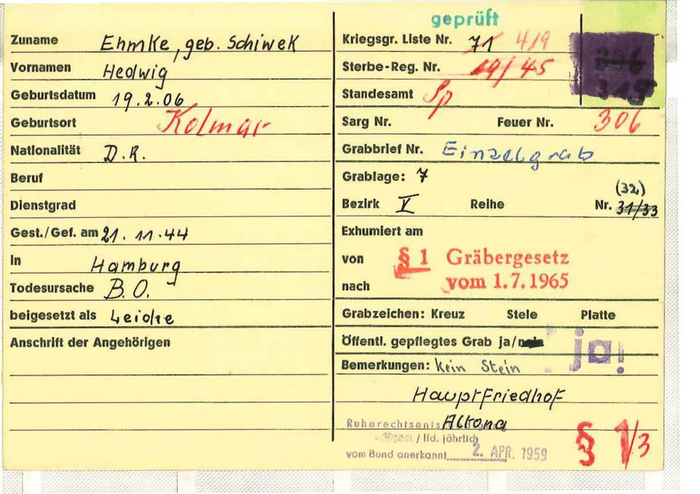 geprüft
Zuname Ehmke, geb. Schiwek
Vornamen Hedwig
Geburtsdatum 19.2.06
Geburtsort Kolmar
Nationalität D.R.
Beruf
Dienstgrad
Gest./Gef. am 21.11.44
in Hamburg
Todesursache B.O.
beigesetzt als Leiche
Anschrift der Angehörigen
Kriegsgr. Liste Nr. 71 419
Sterbe-Reg. Nr. 19/45
Standesamt Sp
Sarg Nr. Feuer Nr. 306
Grabbrief Nr. Einzelgrab
Grablage: 7
(32)
Bezirk V Reihe Nr. 31/33
Exhumiert am
von § 1 Gräbergesetz
nach vom 1.7.1965
Grabzeichen: Kreuz Stele Platte
Öffentl. gepflegtes Grab ja/nein ja!
Bemerkungen: Kein Stein
Hauptfriedhof
Altona
/ lfd. jährlich
vom Bund anerkannt 2. APR. 1959
§ 1/3